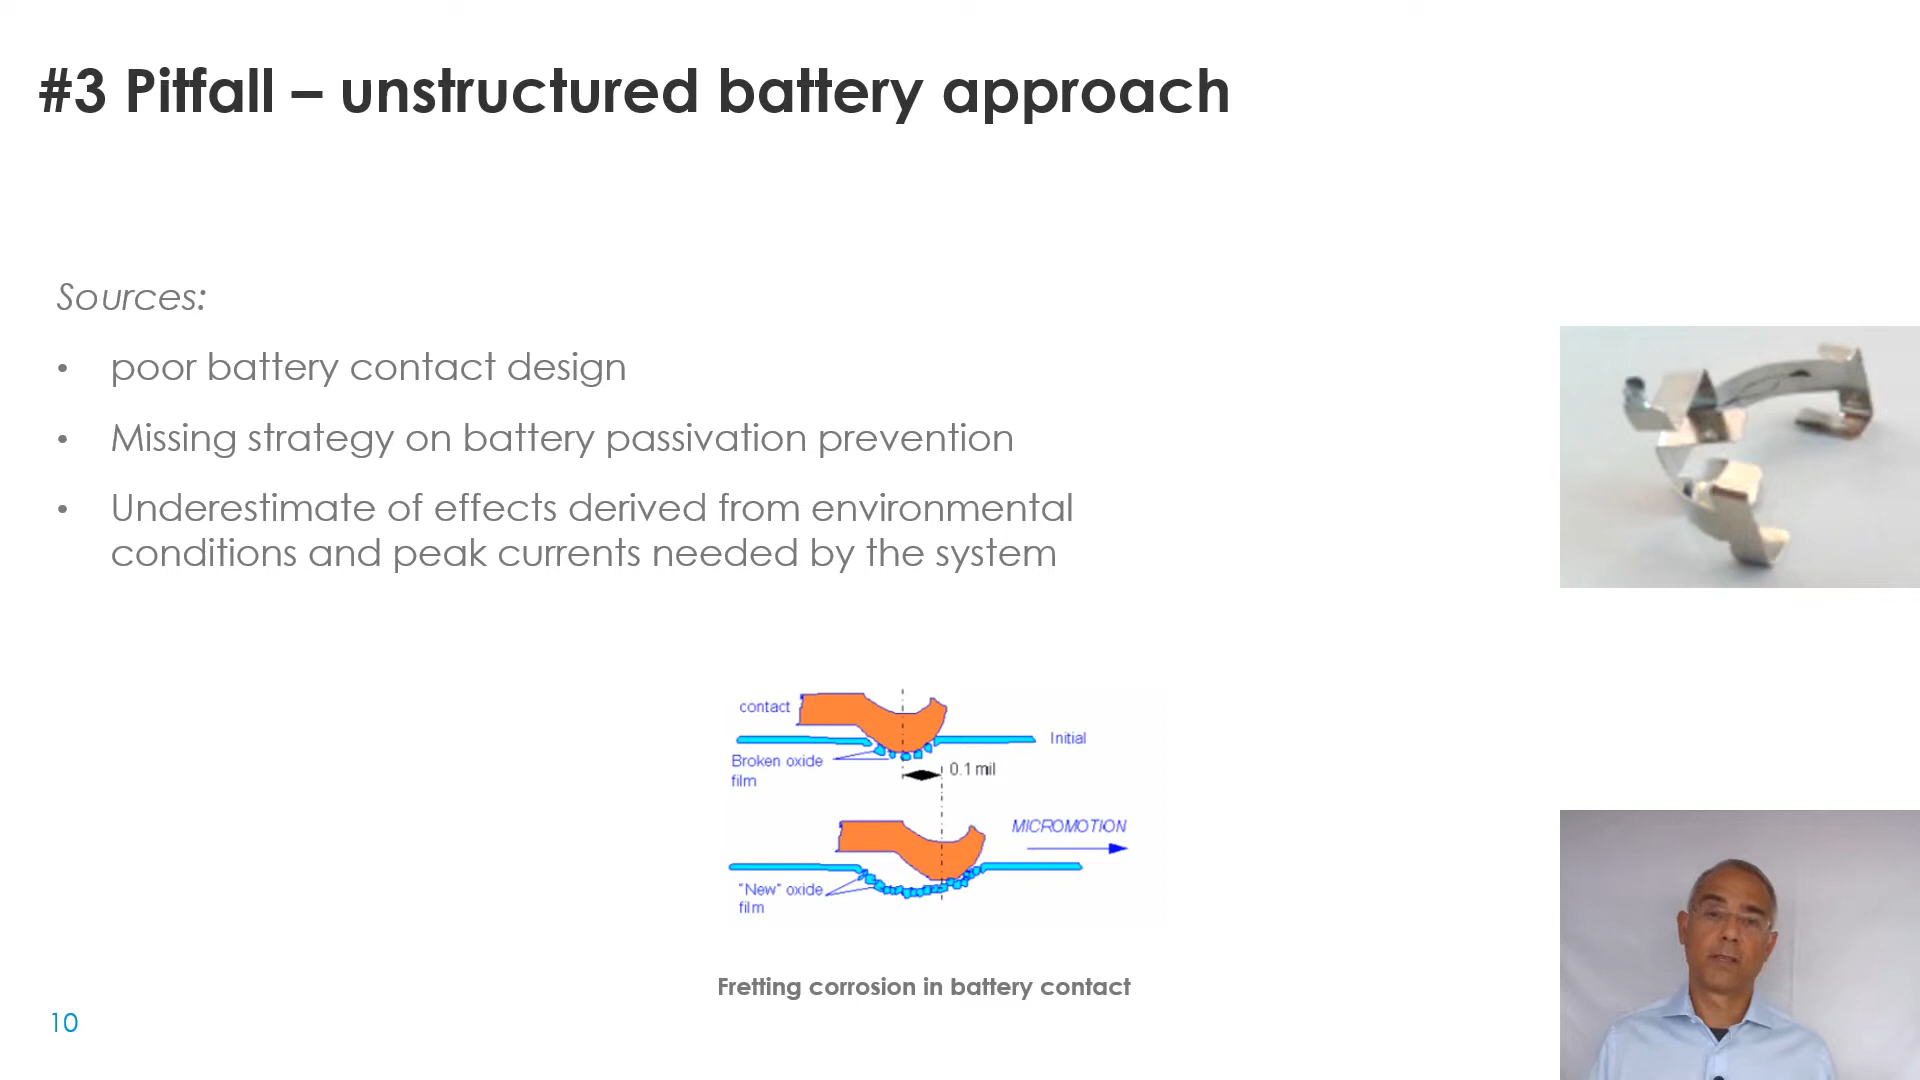 #3 Pitfall – unstructured battery approach
Sources:
• poor battery contact design
• Missing strategy on battery passivation prevention
• Underestimate of effects derived from environmental
conditions and peak currents needed by the system
contact
Initial
Broken oxide
film
0.1 mil
MICROMOTION
"New" oxide
film
Fretting corrosion in battery contact
10